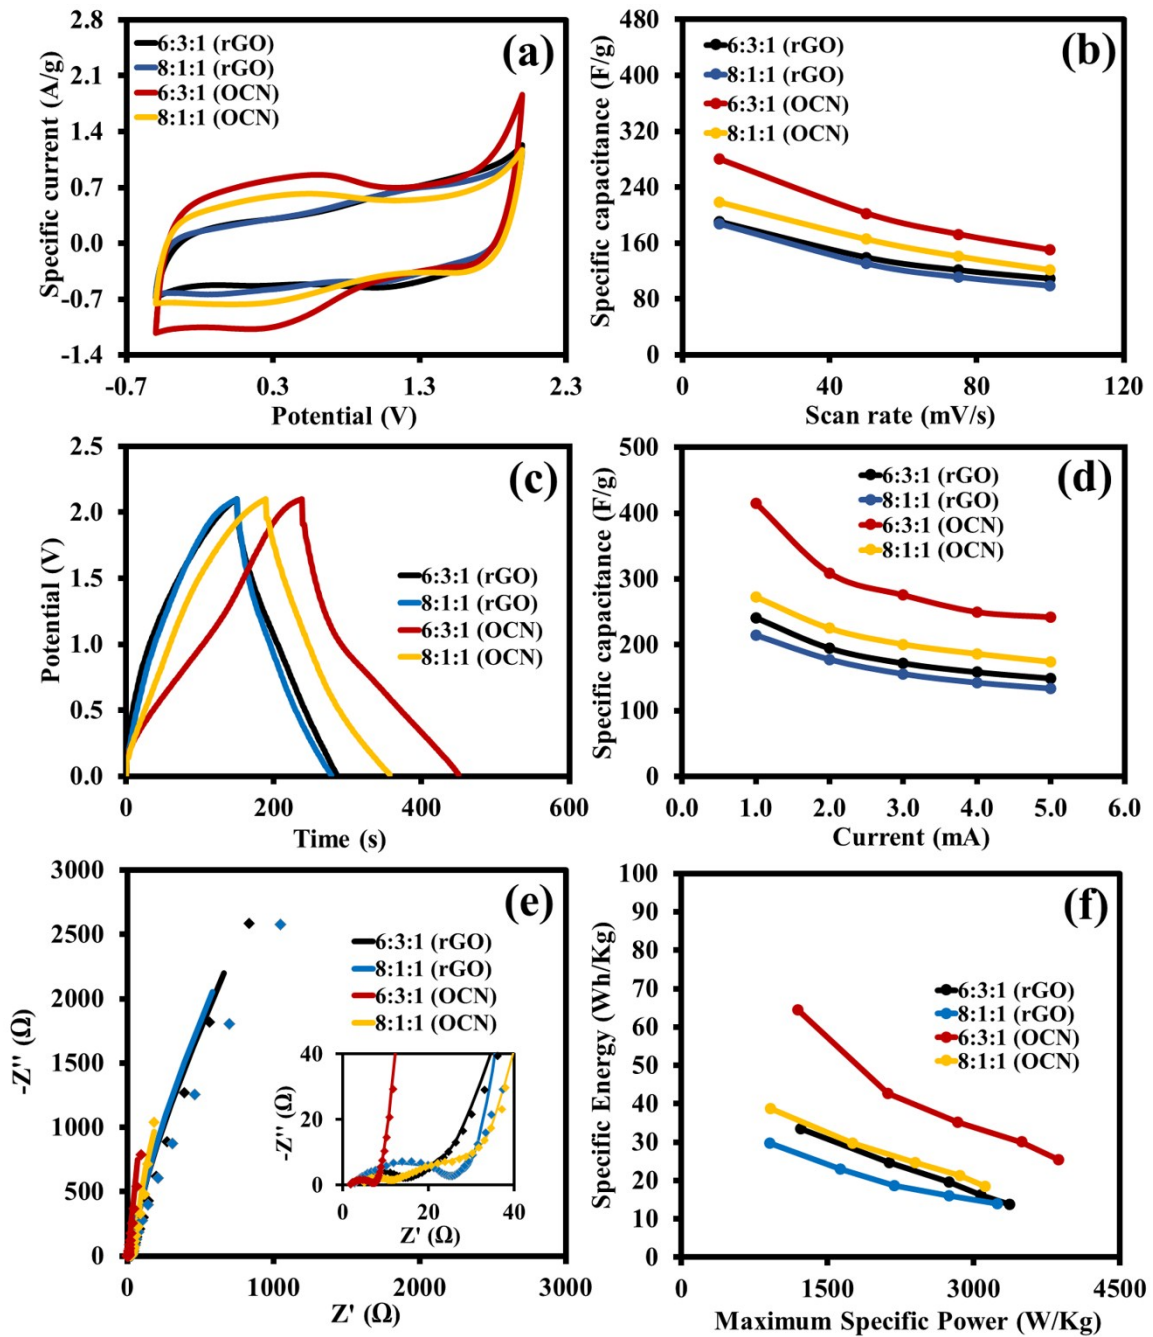 (a)
6:3:1 (rGO)
8:1:1 (rGO)
6:3:1 (OCN)
8:1:1 (OCN)
Specific current (A/g)
2.8
2.1
1.4
0.7
0.0
-0.7
-1.4
-0.7 0.3 1.3 2.3
Potential (V)
(b)
6:3:1 (rGO)
8:1:1 (rGO)
6:3:1 (OCN)
8:1:1 (OCN)
Specific capacitance (F/g)
480
400
320
240
160
80
0
0 40 80 120
Scan rate (mV/s)
(c)
6:3:1 (rGO)
8:1:1 (rGO)
6:3:1 (OCN)
8:1:1 (OCN)
Potential (V)
2.5
2.0
1.5
1.0
0.5
0.0
0 200 400 600
Time (s)
(d)
6:3:1 (rGO)
8:1:1 (rGO)
6:3:1 (OCN)
8:1:1 (OCN)
Specific capacitance (F/g)
500
400
300
200
100
0
0.0 1.0 2.0 3.0 4.0 5.0 6.0
Current (mA)
(e)
6:3:1 (rGO)
8:1:1 (rGO)
6:3:1 (OCN)
8:1:1 (OCN)
-Z'' (Ω)
3000
2500
2000
1500
1000
500
0
0 1000 2000 3000
Z' (Ω)
-Z'' (Ω)
40
20
0
0 20 40
Z' (Ω)
(f)
6:3:1 (rGO)
8:1:1 (rGO)
6:3:1 (OCN)
8:1:1 (OCN)
Specific Energy (Wh/Kg)
100
90
80
70
60
50
40
30
20
10
0
0 1500 3000 4500
Maximum Specific Power (W/Kg)